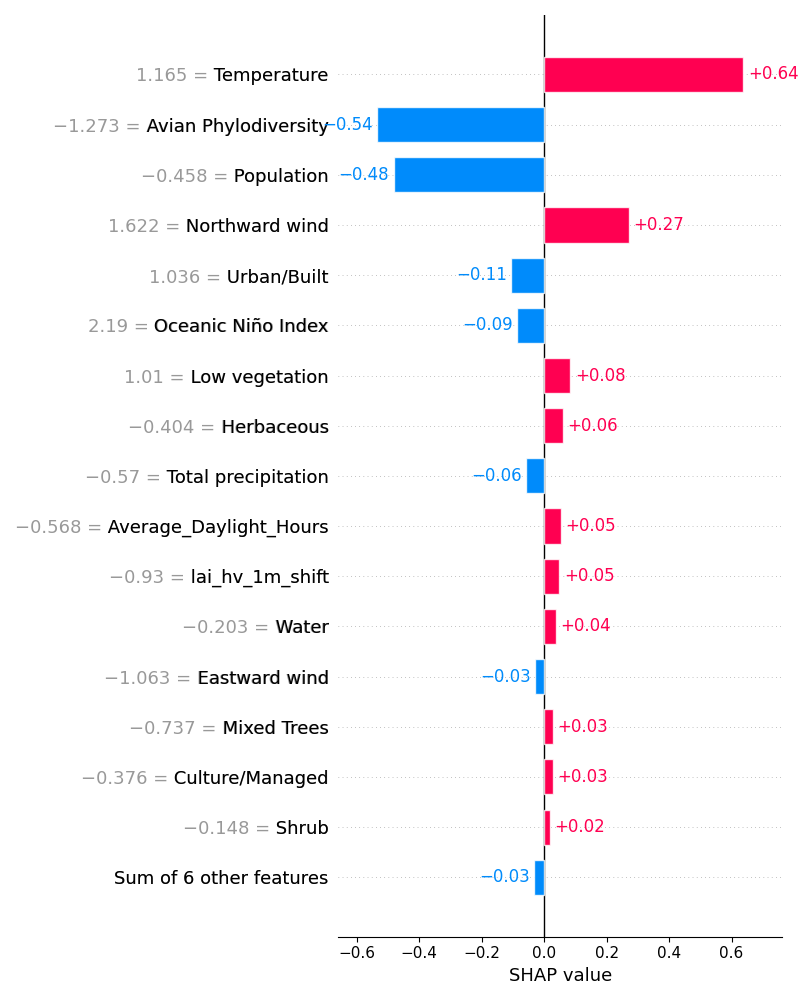 1.165 = Temperature +0.64
−1.273 = Avian Phylodiversity −0.54
−0.458 = Population −0.48
1.622 = Northward wind +0.27
1.036 = Urban/Built −0.11
2.19 = Oceanic Niño Index −0.09
1.01 = Low vegetation +0.08
−0.404 = Herbaceous +0.06
−0.57 = Total precipitation −0.06
−0.568 = Average_Daylight_Hours +0.05
−0.93 = lai_hv_1m_shift +0.05
−0.203 = Water +0.04
−1.063 = Eastward wind −0.03
−0.737 = Mixed Trees +0.03
−0.376 = Culture/Managed +0.03
−0.148 = Shrub +0.02
Sum of 6 other features −0.03
−0.6 −0.4 −0.2 0.0 0.2 0.4 0.6
SHAP value